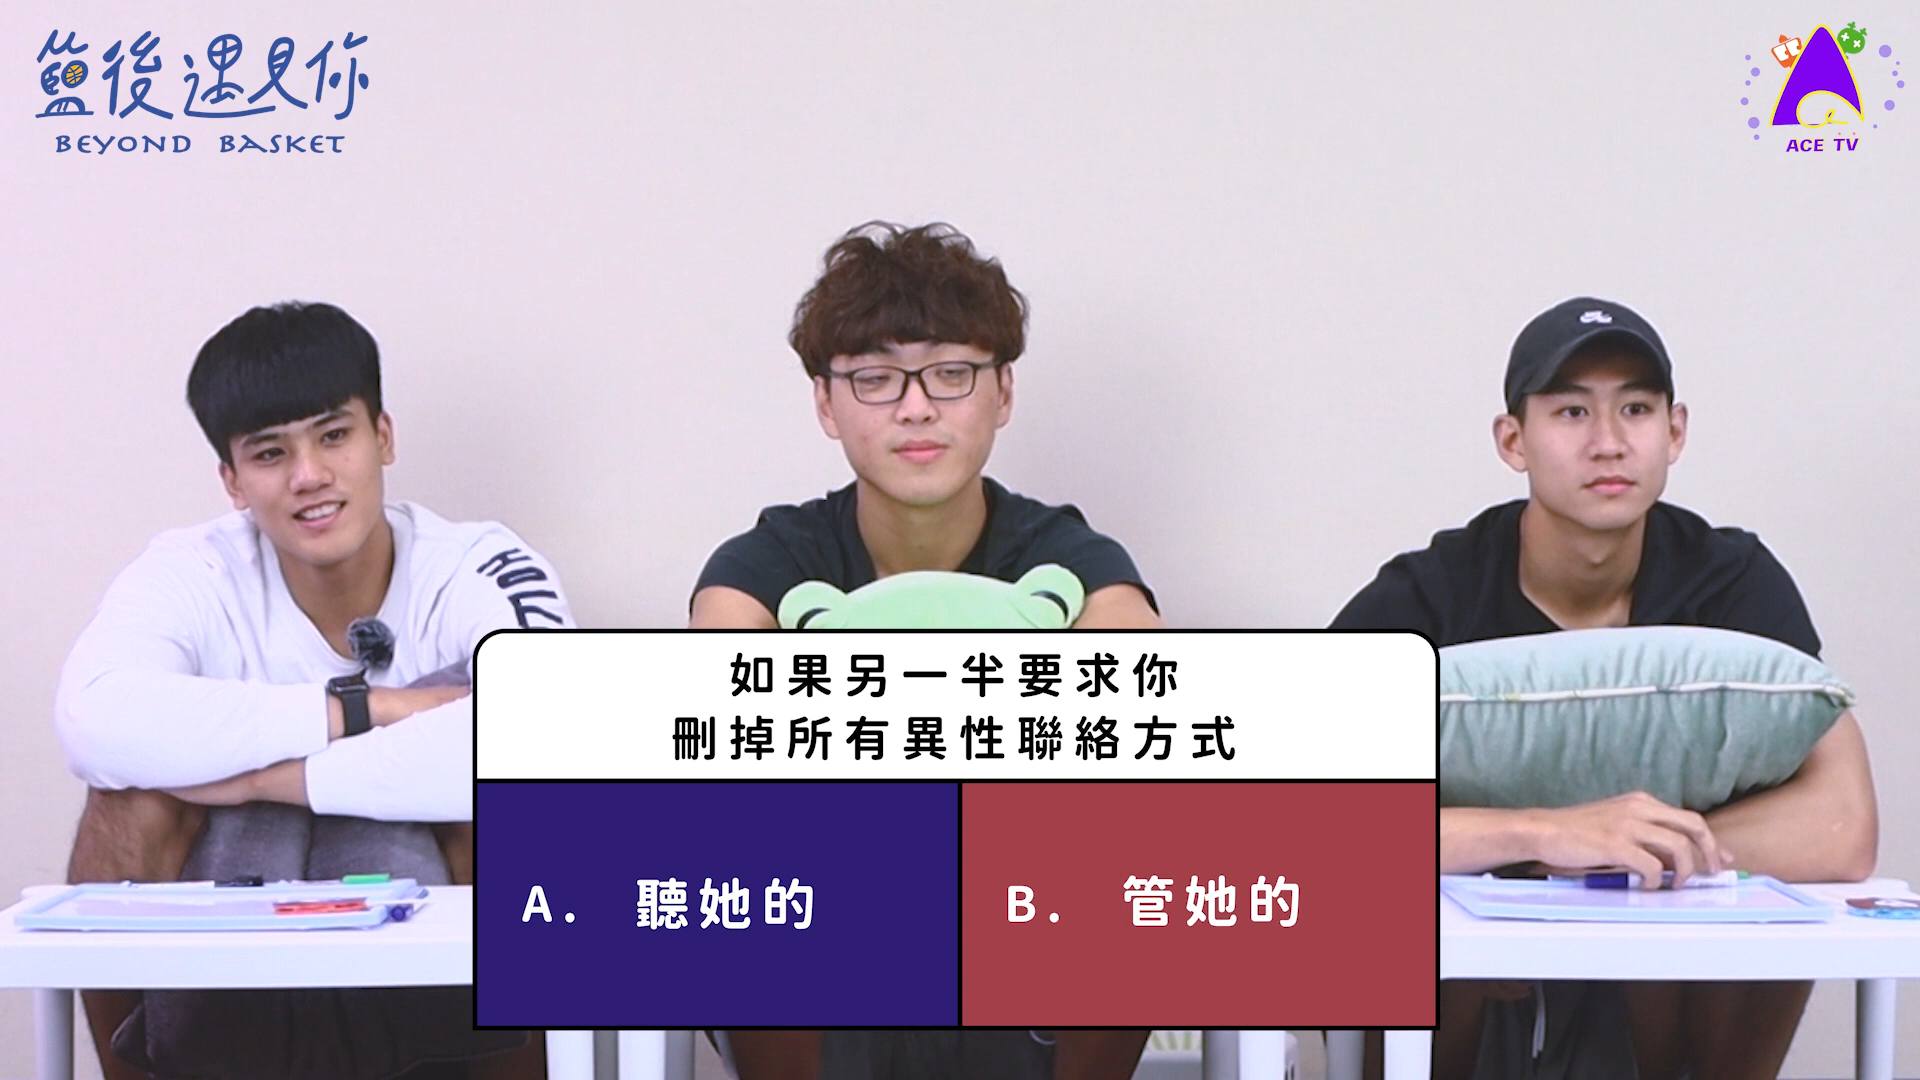 籃後遇見你
BEYOND BASKET
ACE TV
如果另一半要求你
刪掉所有異性聯絡方式
A. 聽她的
B. 管她的